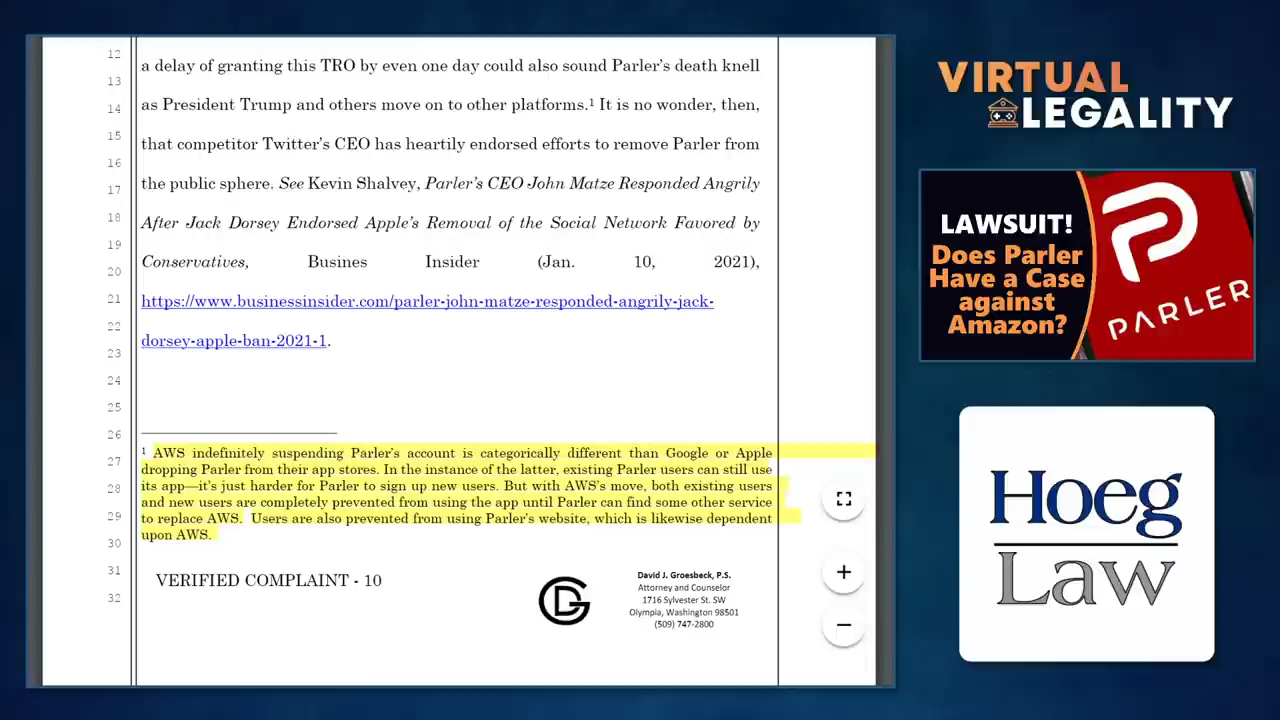 12
a delay of granting this TRO by even one day could also sound Parler's death knell
13
14
as President Trump and others move on to other platforms.¹ It is no wonder, then,
15
that competitor Twitter's CEO has heartily endorsed efforts to remove Parler from
16
17
the public sphere. See Kevin Shalvey, Parler's CEO John Matze Responded Angrily
18
After Jack Dorsey Endorsed Apple's Removal of the Social Network Favored by
19
20
Conservatives, Busines Insider (Jan. 10, 2021),
21
https://www.businessinsider.com/parler-john-matze-responded-angrily-jack-
22
dorsey-apple-ban-2021-1.
23
24
25
26
27
¹ AWS indefinitely suspending Parler's account is categorically different than Google or Apple
dropping Parler from their app stores. In the instance of the latter, existing Parler users can still use
28
its app—it's just harder for Parler to sign up new users. But with AWS's move, both existing users
and new users are completely prevented from using the app until Parler can find some other service
29
to replace AWS. Users are also prevented from using Parler's website, which is likewise dependent
30
upon AWS.
31
32
VERIFIED COMPLAINT - 10
David J. Groesbeck, P.S.
Attorney and Counselor
1716 Sylvester St. SW
Olympia, Washington 98501
(509) 747-2800
VIRTUAL
LEGALITY
LAWSUIT!
Does Parler
Have a Case
against
Amazon?
PARLER
Hoeg
Law